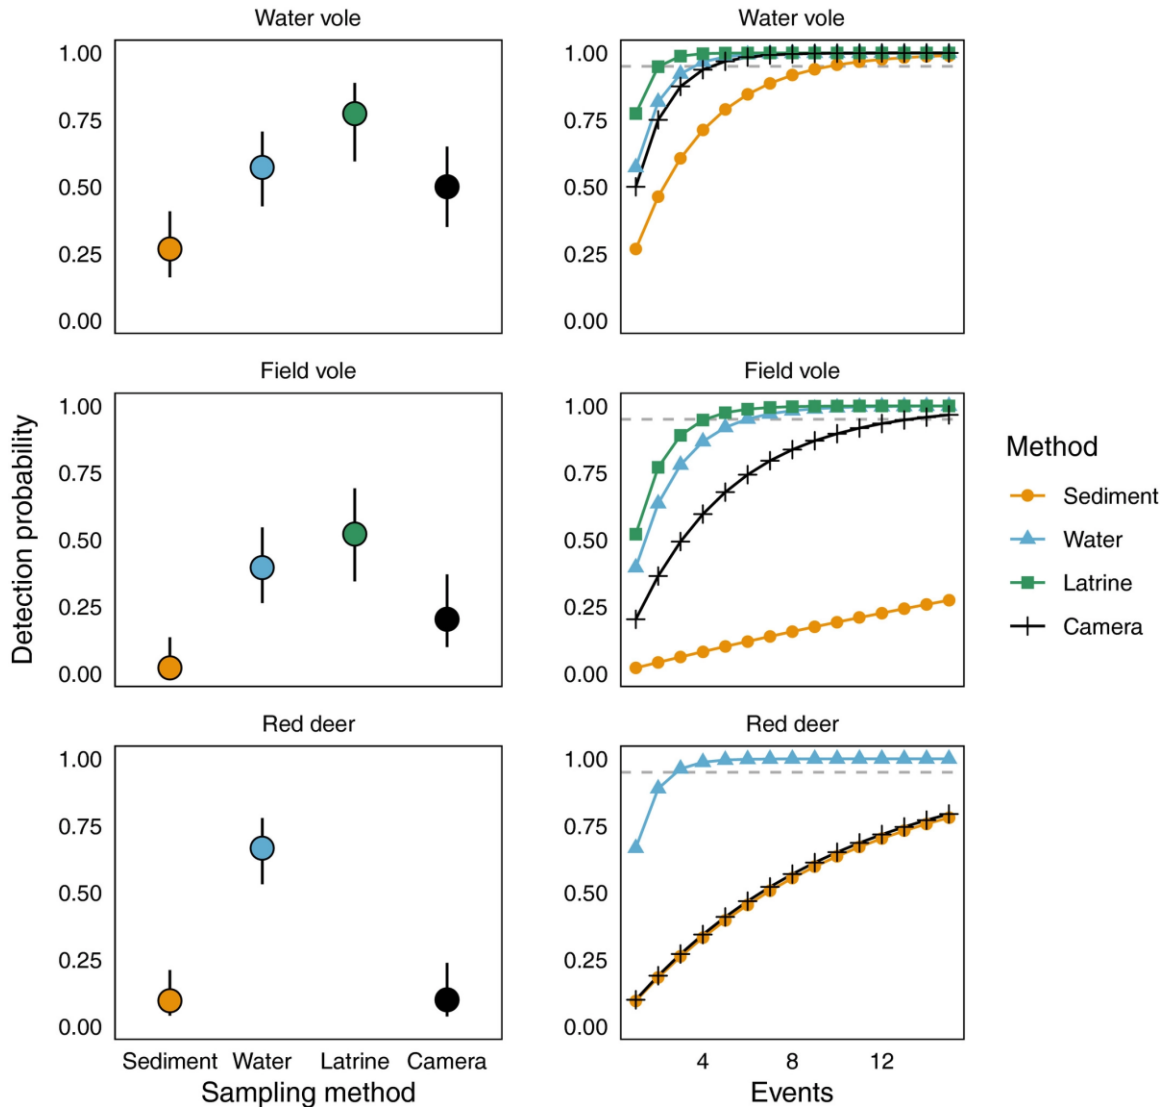 Water vole
Water vole
1.00
0.75
0.50
0.25
0.00
1.00
0.75
0.50
0.25
0.00
Field vole
Field vole
1.00
0.75
0.50
0.25
0.00
1.00
0.75
0.50
0.25
0.00
Red deer
Red deer
1.00
0.75
0.50
0.25
0.00
1.00
0.75
0.50
0.25
0.00
Detection probability
Sediment Water Latrine Camera
Sampling method
4 8 12
Events
Method
Sediment
Water
Latrine
Camera